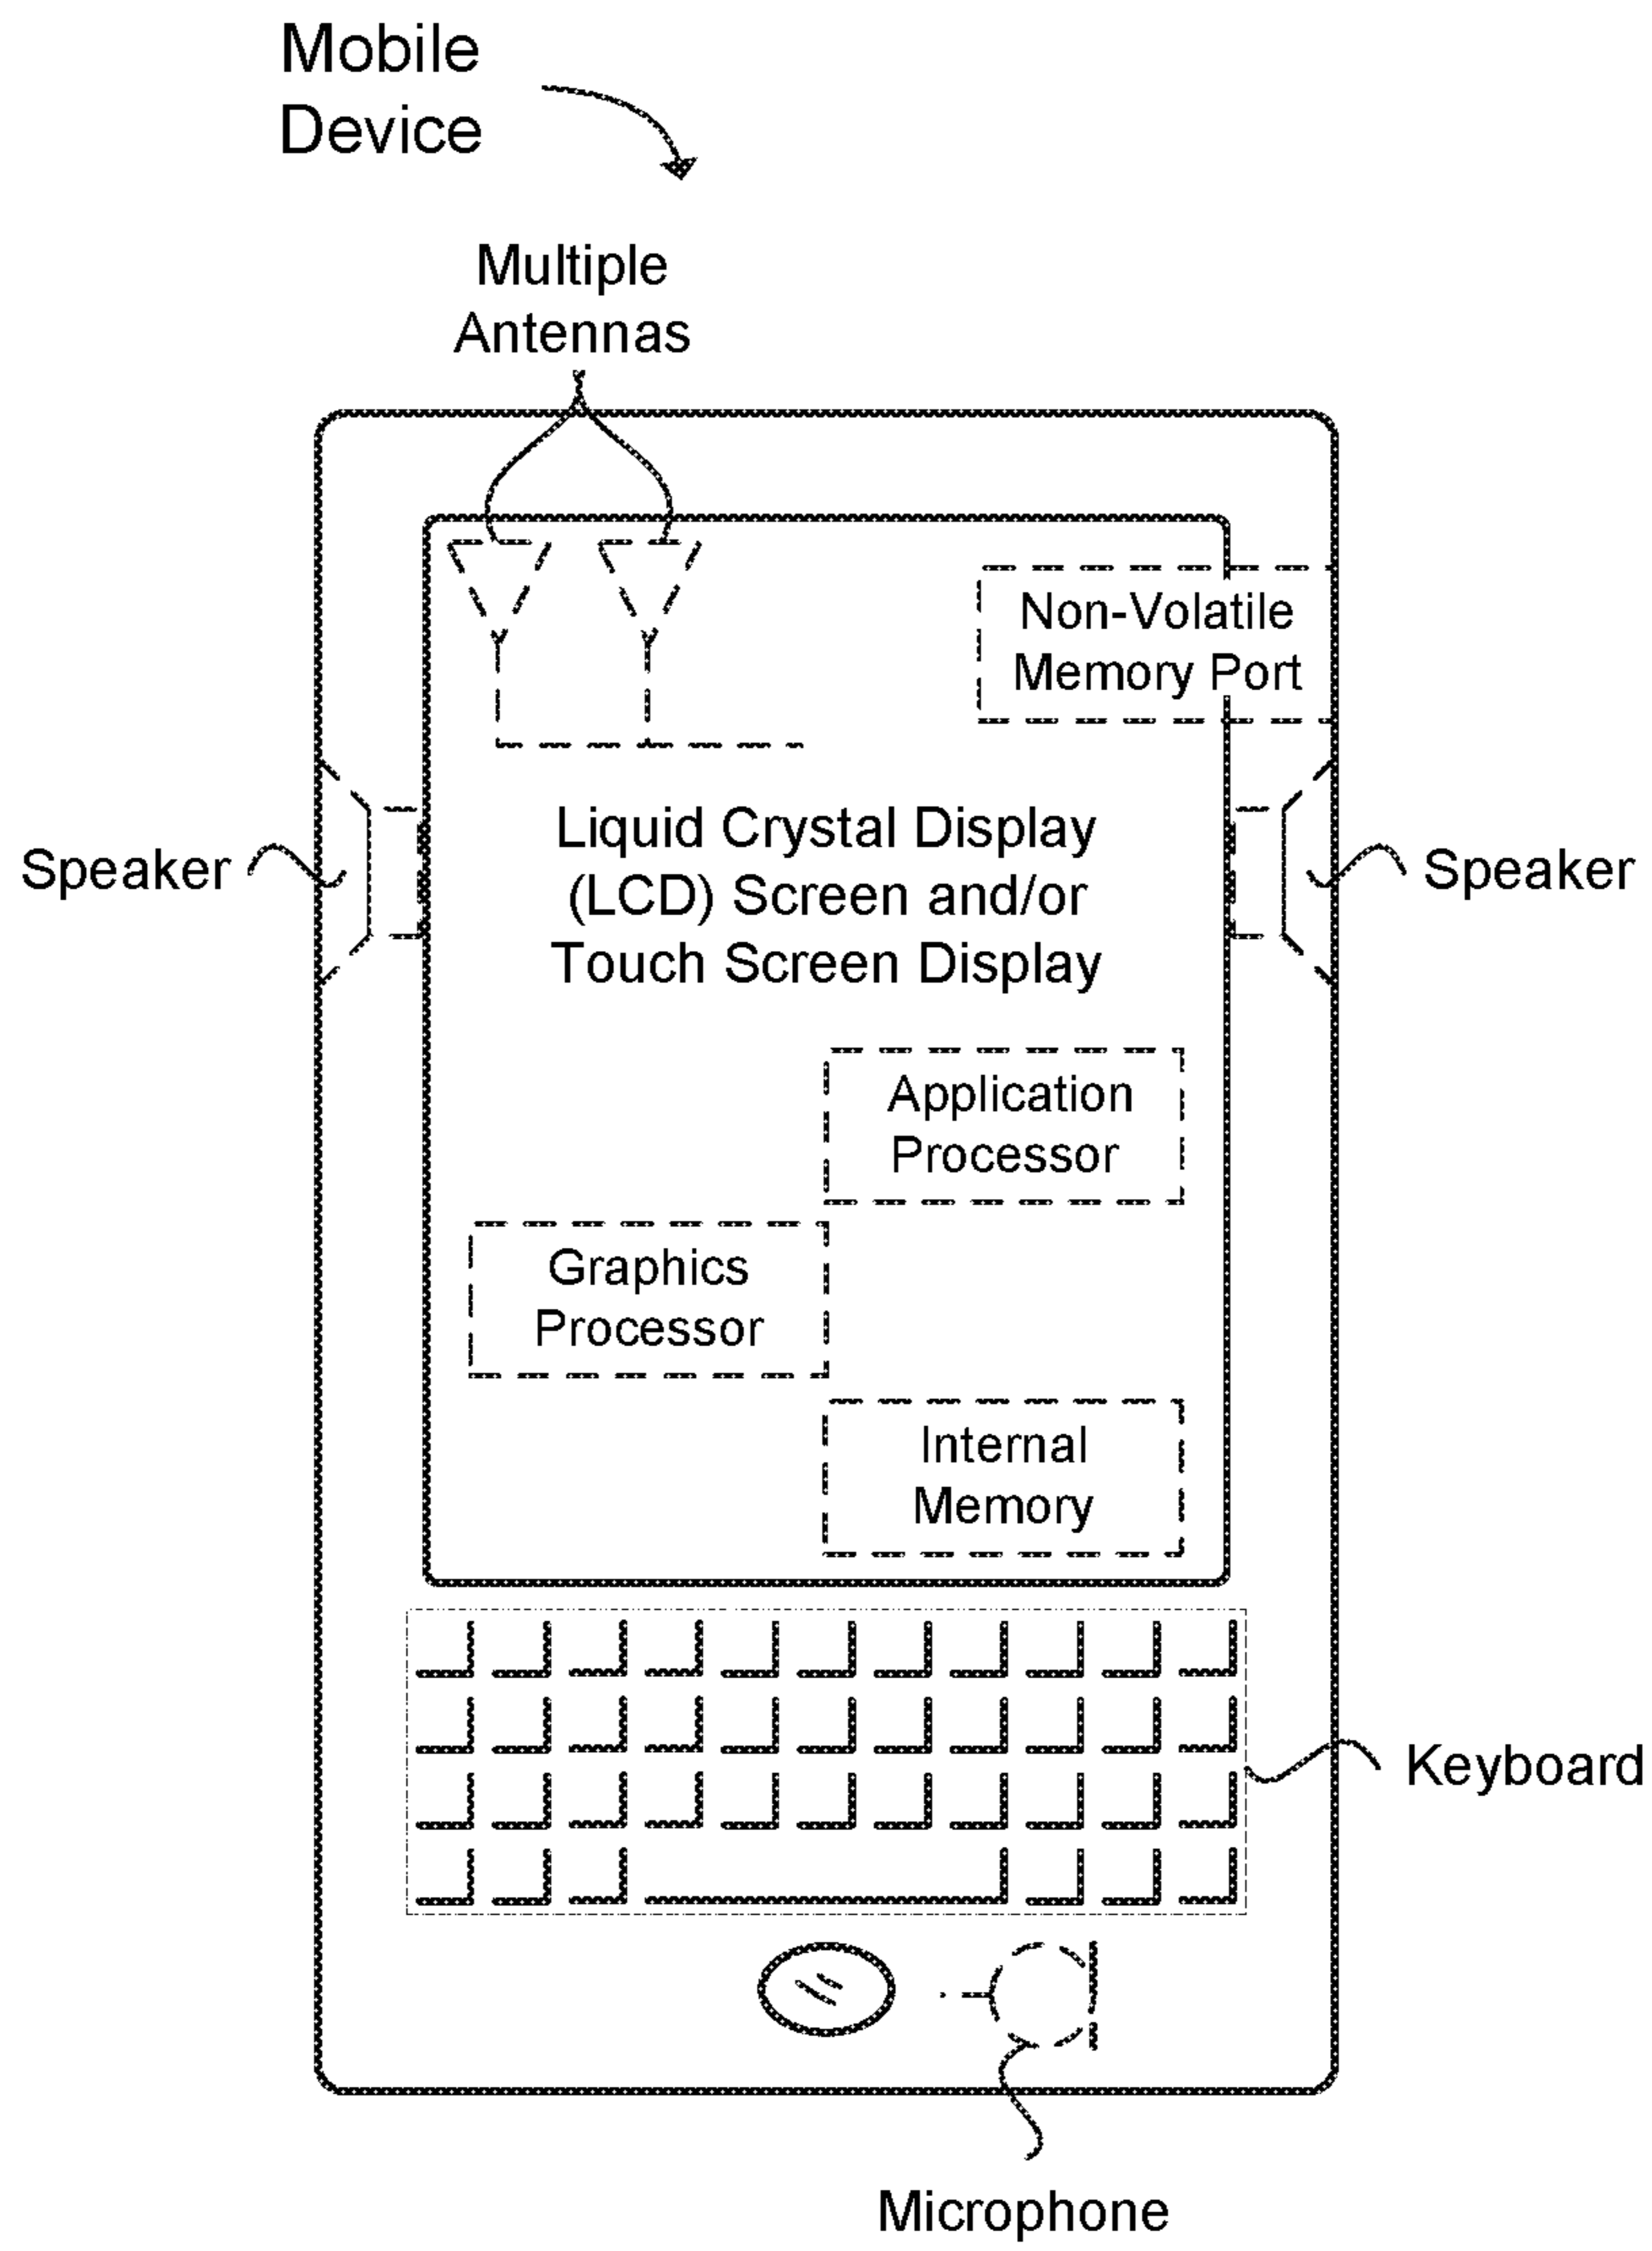 Mobile
Device
Multiple
Antennas
Non-Volatile
Memory Port
Liquid Crystal Display
(LCD) Screen and/or
Touch Screen Display
Speaker
Speaker
Application
Processor
Graphics
Processor
Internal
Memory
Keyboard
Microphone